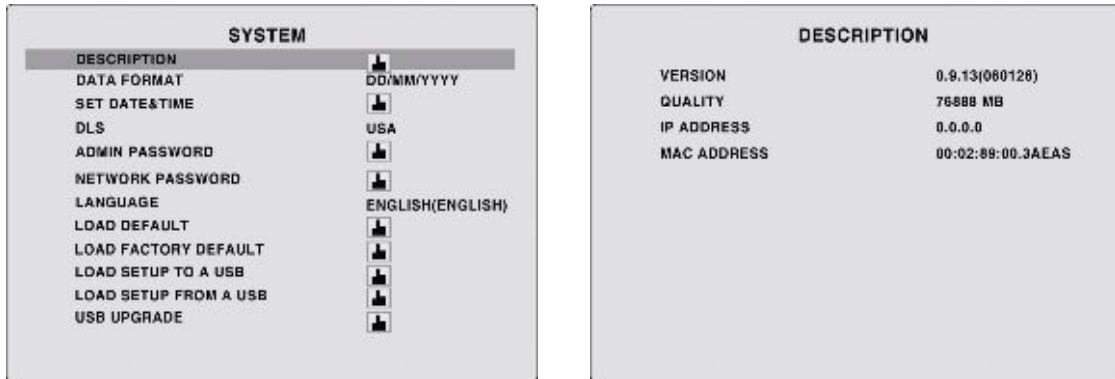 SYSTEM
DESCRIPTION
DATA FORMAT DD/MM/YYYY
SET DATE&TIME
DLS USA
ADMIN PASSWORD
NETWORK PASSWORD
LANGUAGE ENGLISH(ENGLISH)
LOAD DEFAULT
LOAD FACTORY DEFAULT
LOAD SETUP TO A USB
LOAD SETUP FROM A USB
USB UPGRADE
DESCRIPTION
VERSION 0.9.13(060126)
QUALITY 76888 MB
IP ADDRESS 0.0.0.0
MAC ADDRESS 00:02:89:00.3AEAS